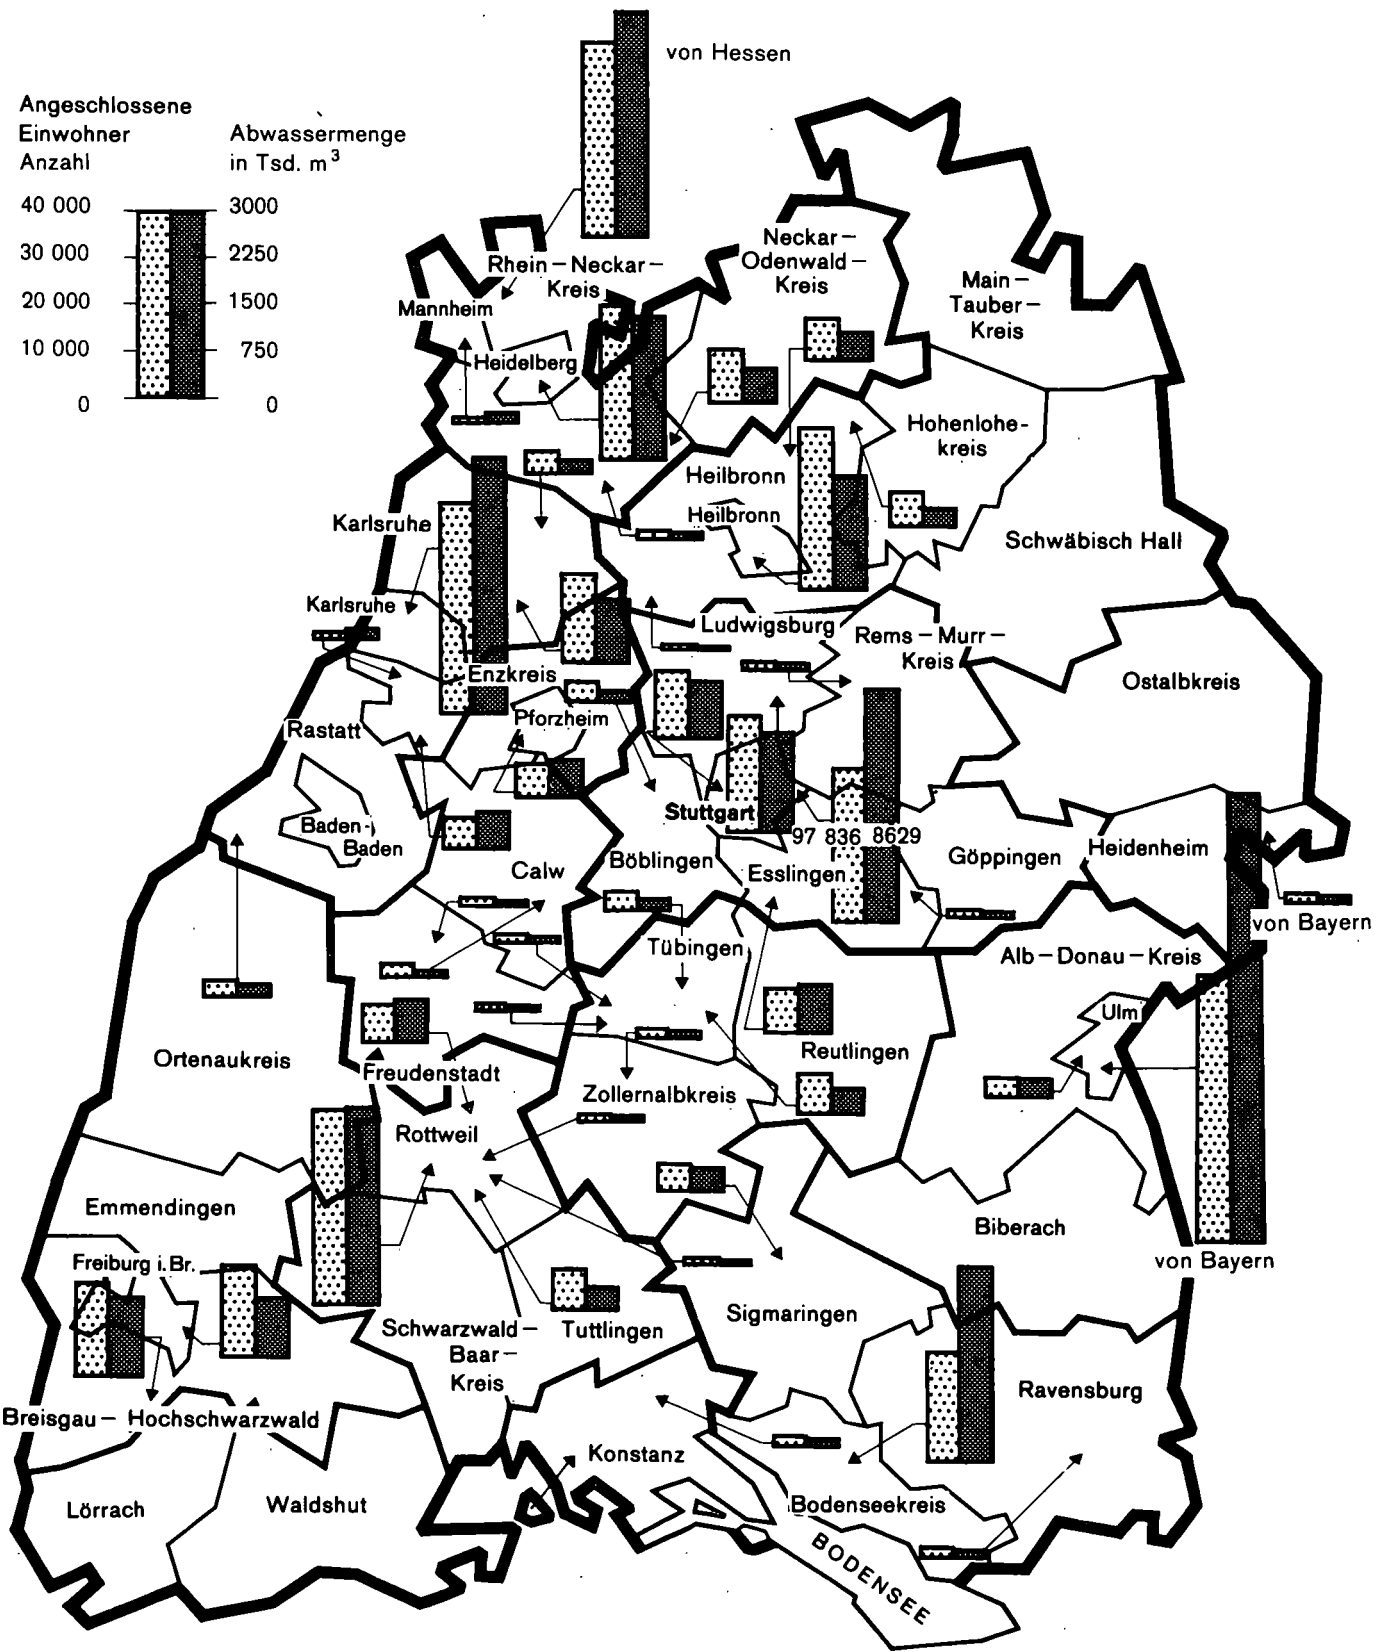 von Hessen
Angeschlossene
Einwohner
Anzahl
Abwassermenge
in Tsd. m³
40 000
3000
30 000
2250
20 000
1500
10 000
750
0
0
Neckar–
Odenwald–
Kreis
Rhein–Neckar–
Kreis
Main–
Tauber–
Kreis
Mannheim
Heidelberg
Hohenlohe-
kreis
Heilbronn
Heilbronn
Karlsruhe
Schwäbisch Hall
Karlsruhe
Ludwigsburg
Rems–Murr–
Kreis
Enzkreis
Ostalbkreis
Pforzheim
Rastatt
Stuttgart
Baden-
Baden
97 836 8629
Calw
Böblingen
Esslingen
Göppingen
Heidenheim
von Bayern
Tübingen
Alb–Donau–Kreis
Ulm
Ortenaukreis
Reutlingen
Freudenstadt
Zollernalbkreis
Rottweil
Emmendingen
Biberach
Freiburg i.Br.
von Bayern
Sigmaringen
Schwarzwald–
Baar–
Kreis
Tuttlingen
Ravensburg
Breisgau–Hochschwarzwald
Konstanz
Lörrach
Waldshut
Bodenseekreis
BODENSEE